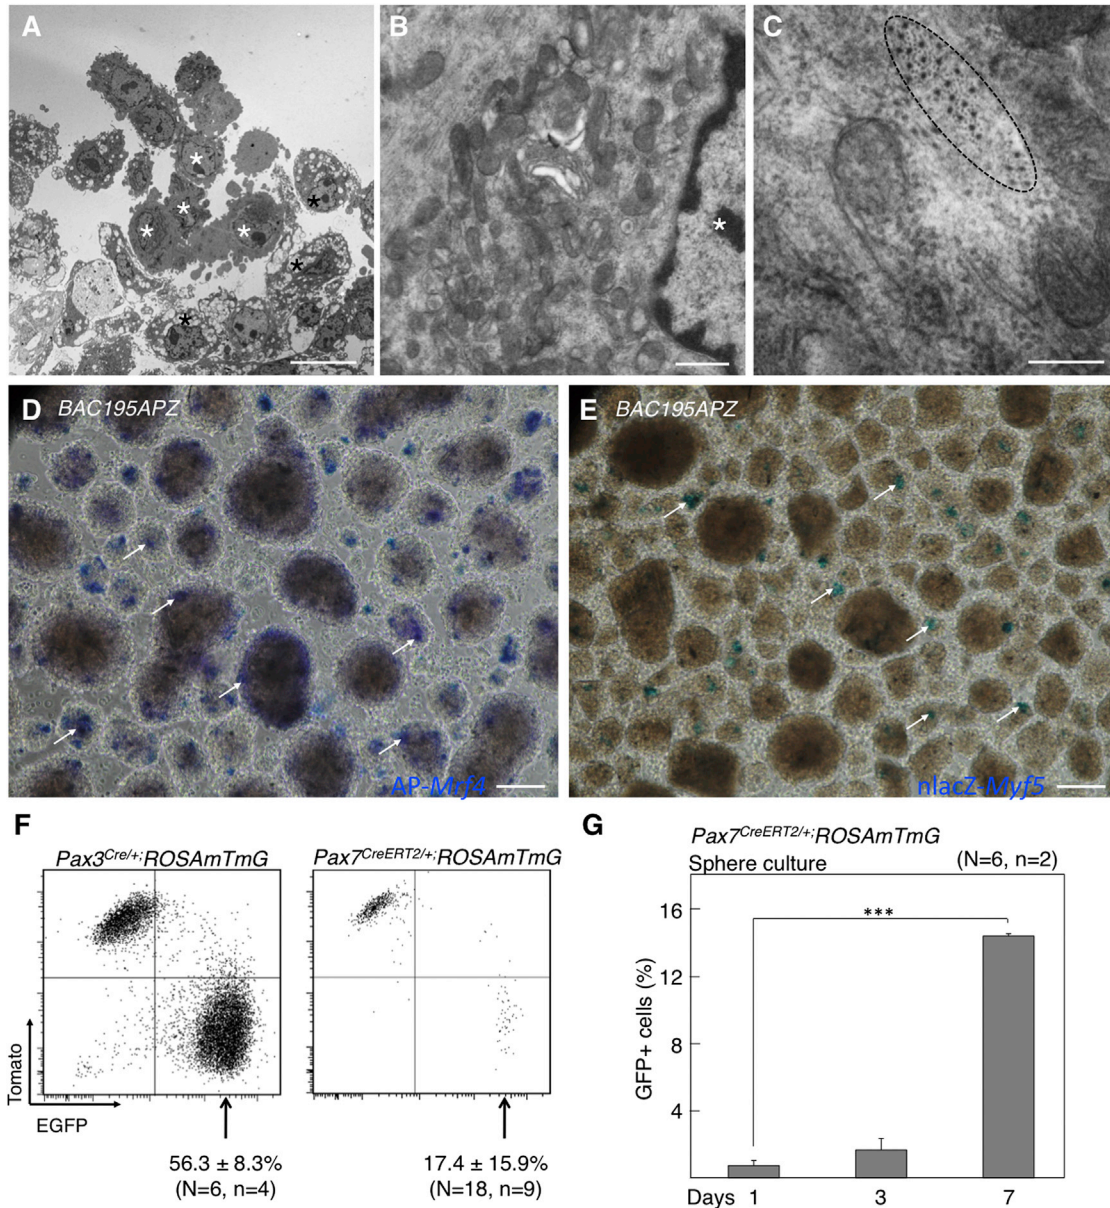 A
B
C
D
BAC195APZ
AP-Mrf4
E
BAC195APZ
nlacZ-Myf5
F
Pax3Cre/+;ROSAmTmG
Pax7CreERT2/+;ROSAmTmG
Tomato
EGFP
56.3 ± 8.3%
(N=6, n=4)
17.4 ± 15.9%
(N=18, n=9)
G
Pax7CreERT2/+;ROSAmTmG
Sphere culture
(N=6, n=2)
***
GFP+ cells (%)
16
12
8
4
Days 1 3 7